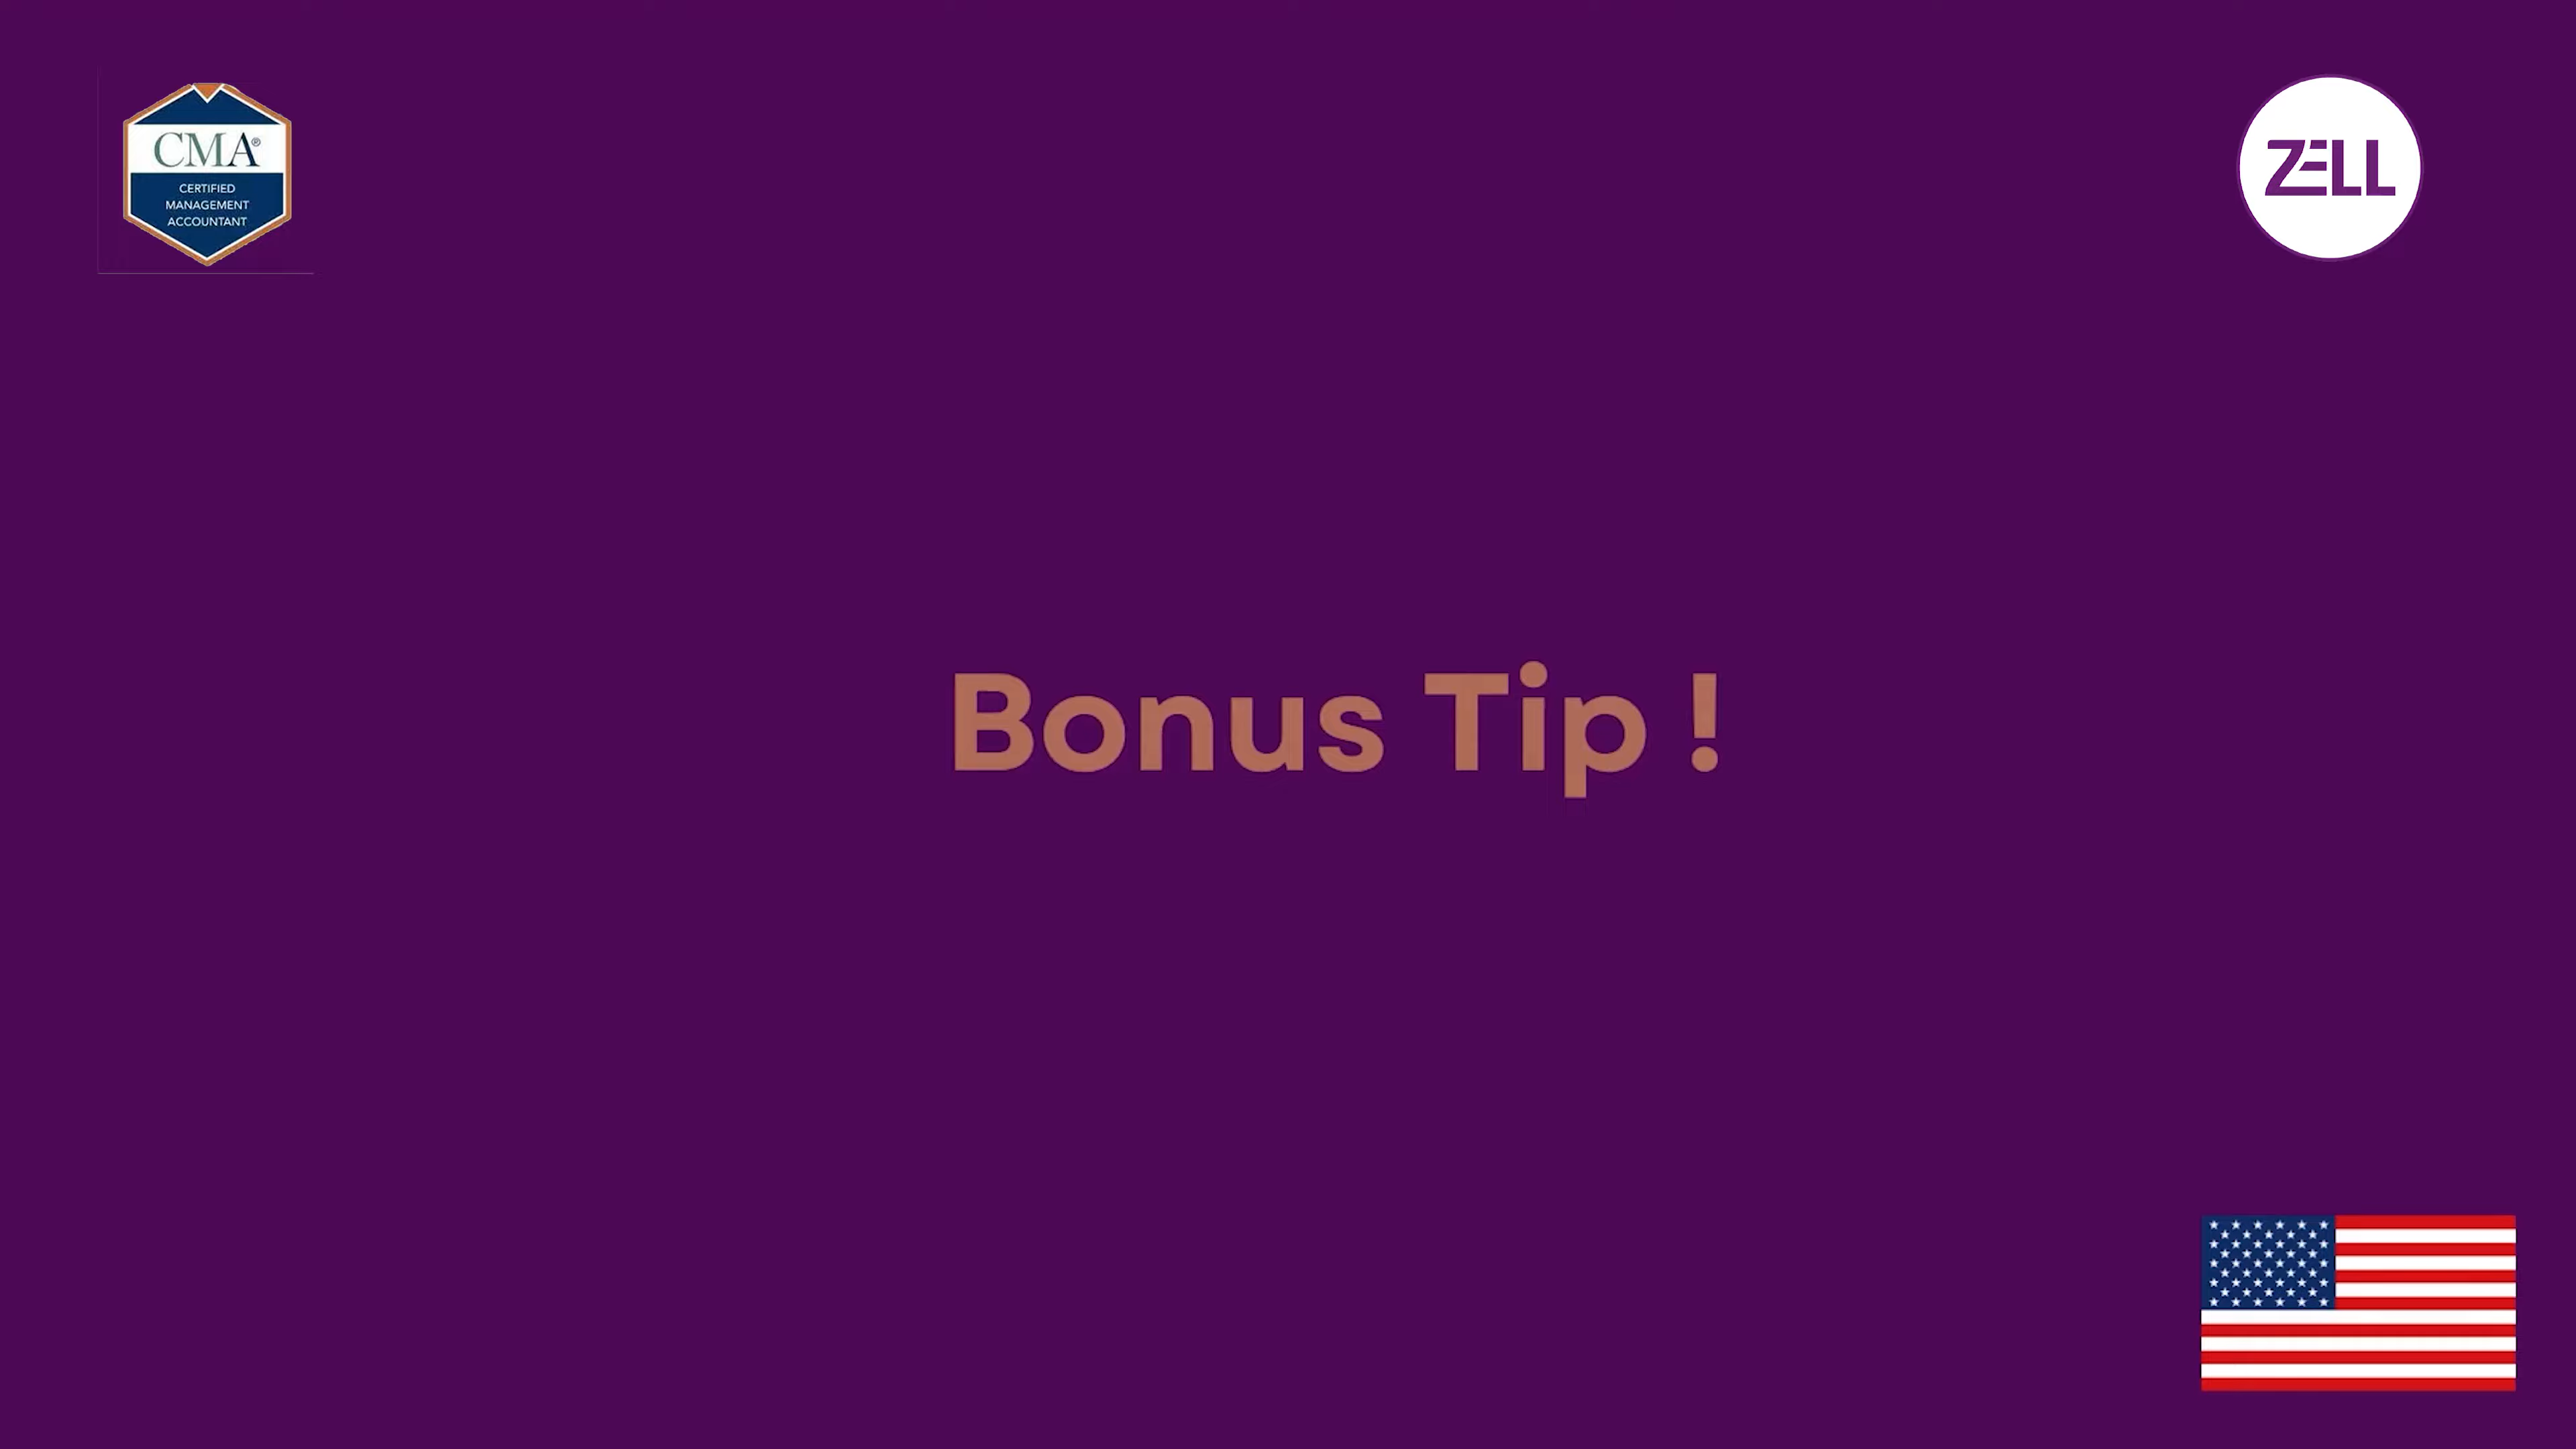 CMA®
CERTIFIED
MANAGEMENT
ACCOUNTANT
ZELL
Bonus Tip !